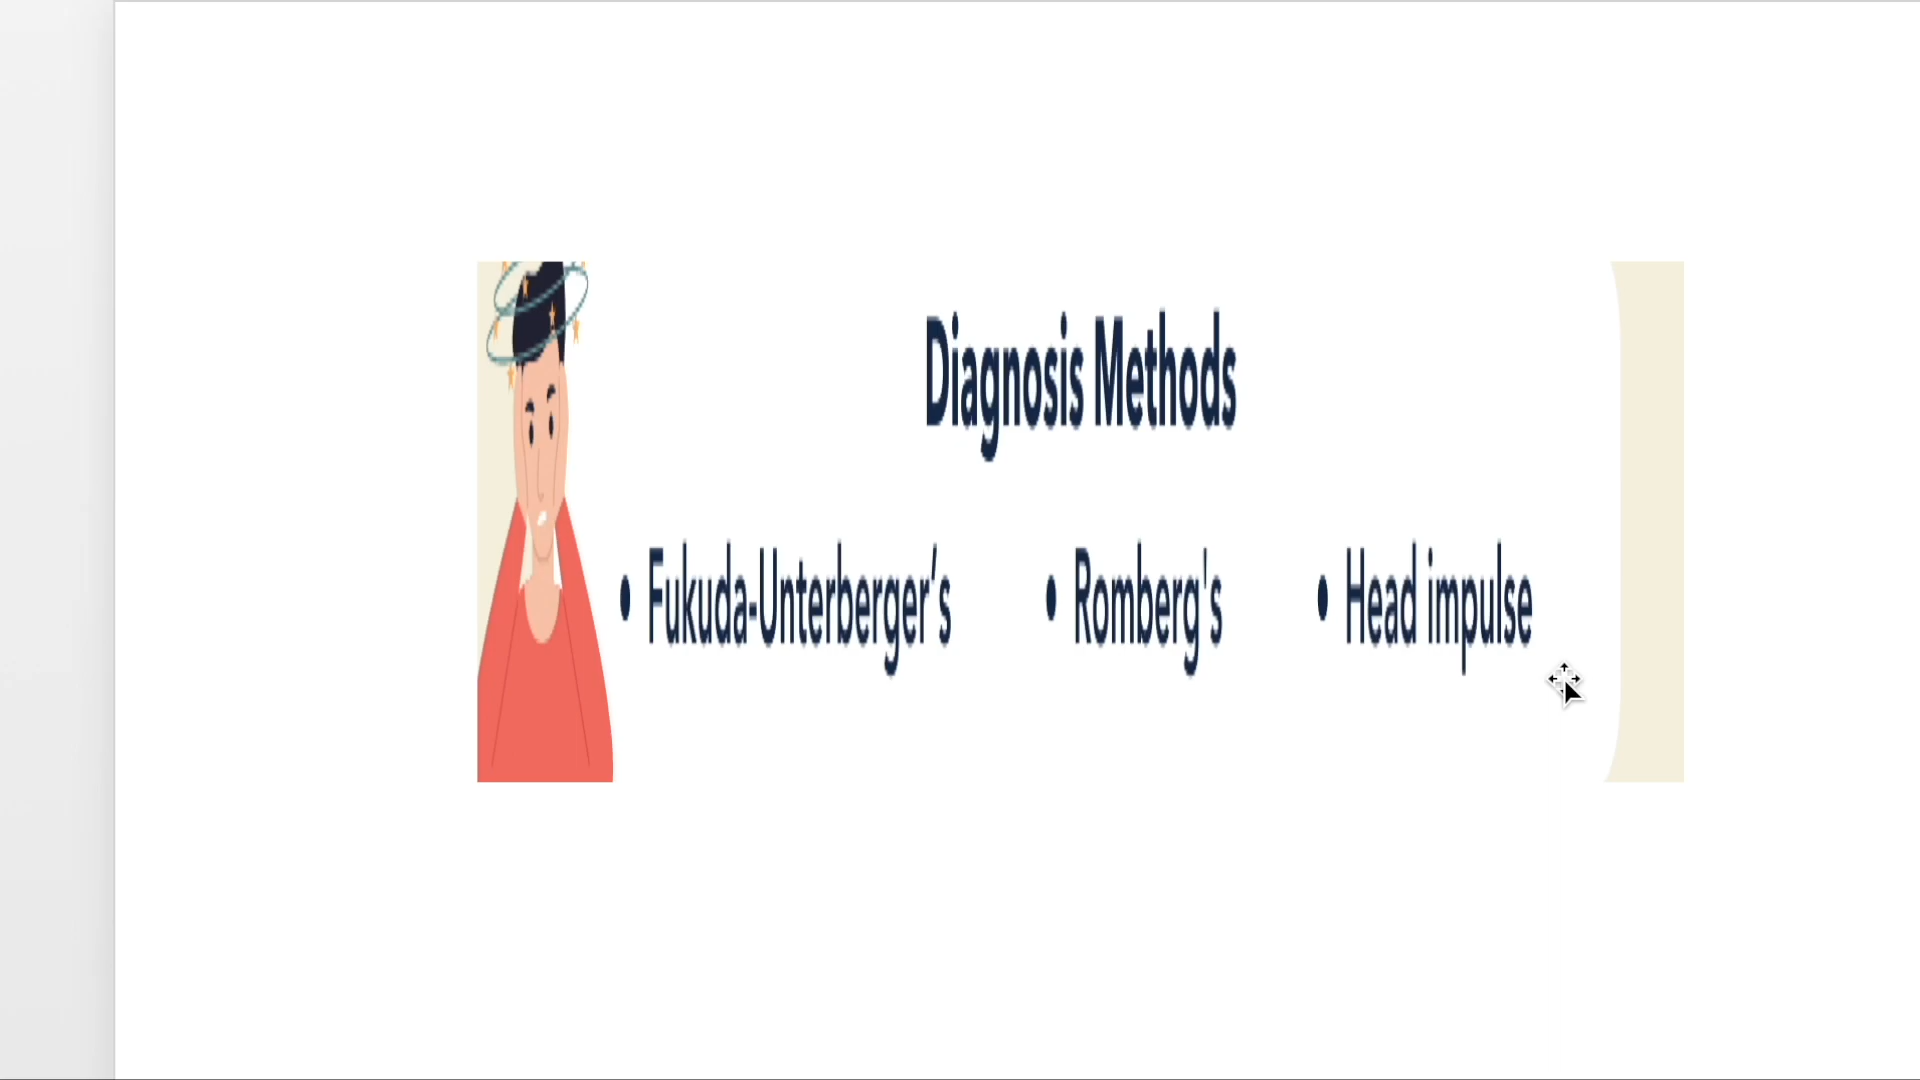 Diagnosis Methods
• Fukuda-Unterberger’s • Romberg's • Head impulse